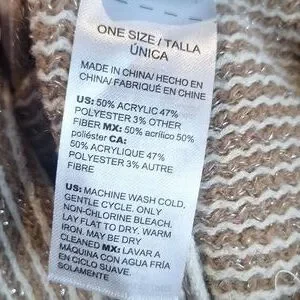 ONE SIZE/TALLA
ÚNICA
MADE IN CHINA/ HECHO EN
CHINA/ FABRIQUÉ EN CHINE
US: 50% ACRYLIC 47%
POLYESTER 3% OTHER
FIBER MX: 50% acrílico 50%
poliéster CA:
50% ACRYLIQUE 47%
POLYESTER 3% AUTRE
FIBRE
US: MACHINE WASH COLD,
GENTLE CYCLE. ONLY
NON-CHLORINE BLEACH.
LAY FLAT TO DRY. WARM
IRON. MAY BE DRY
CLEANED MX: LAVAR A
MÁQUINA CON AGUA FRÍA
EN CICLO SUAVE.
SOLAMENTE